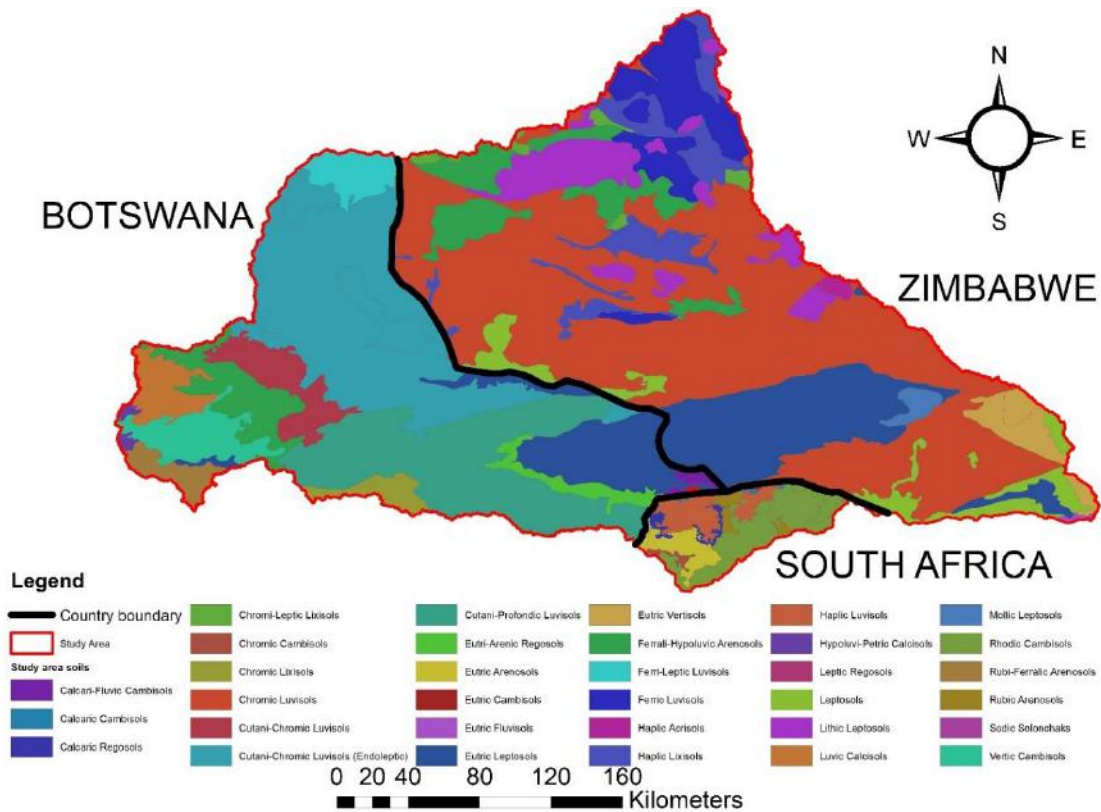 N
W
E
S
BOTSWANA
ZIMBABWE
SOUTH AFRICA
Legend
Country boundary
Study Area
Study area soils
Calcari-Fluvic Cambisols
Calcaric Cambisols
Calcaric Regosols
Chromi-Leptic Lixisols
Chromic Cambisols
Chromic Lixisols
Chromic Luvisols
Cutani-Chromic Luvisols
Cutani-Chromic Luvisols (Endoleptic)
Cutani-Profondic Luvisols
Eutri-Arenic Regosols
Eutric Arenosols
Eutric Cambisols
Eutric Fluvisols
Eutric Leptosols
Eutric Vertisols
Ferrali-Hypoluvic Arenosols
Ferri-Leptic Luvisols
Ferric Luvisols
Haplic Acrisols
Haplic Lixisols
Haplic Luvisols
Hypoluvi-Petric Calcisols
Leptic Regosols
Leptosols
Lithic Leptosols
Luvic Calcisols
Mollic Leptosols
Rhodic Cambisols
Rubi-Ferralic Arenosols
Rubic Arenosols
Sodic Solonchaks
Vertic Cambisols
0 20 40 80 120 160
Kilometers